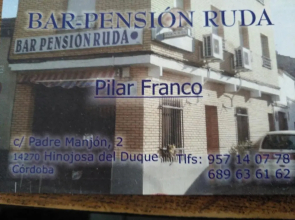 BAR-PENSIÓN RUDA
BAR PENSIÓN RUDA
Pilar Franco
c/ Padre Manjón, 2
14270 Hinojosa del Duque
Tlfs: 957 14 07 78
Córdoba
689 63 61 62